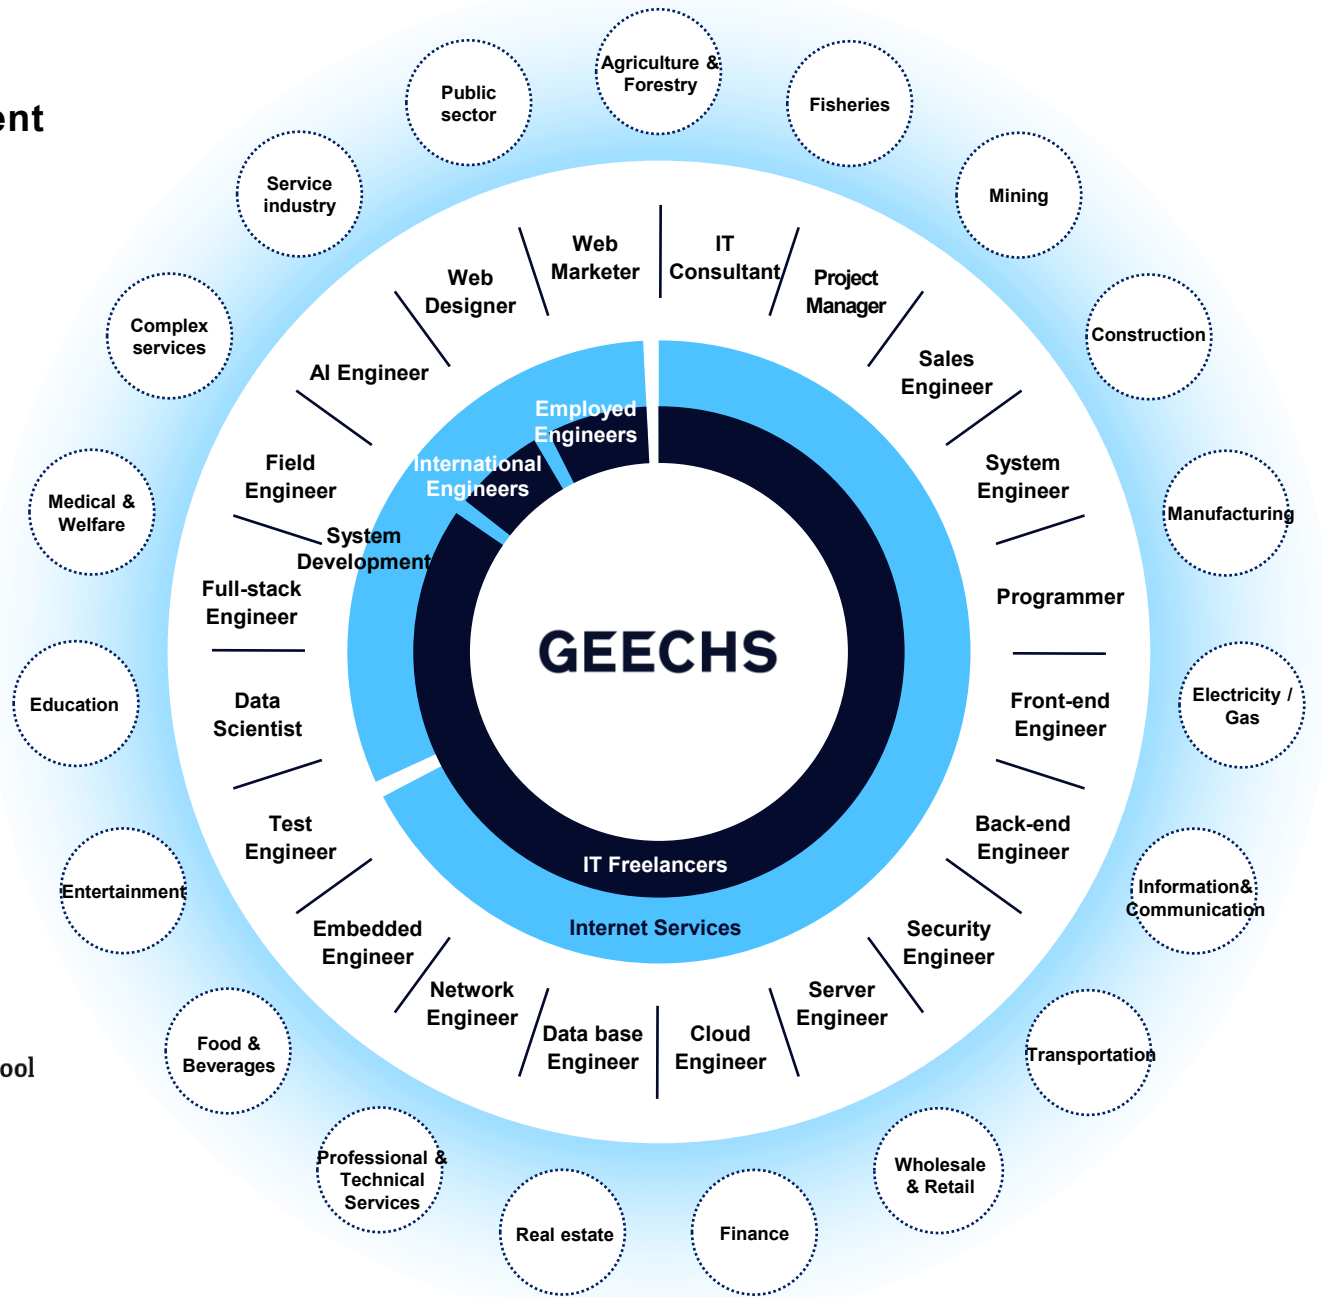 ent
ool
Agriculture &
Forestry
Fisheries
Mining
Construction
Manufacturing
Electricity /
Gas
Information&
Communication
Transportation
Wholesale
& Retail
Finance
Real estate
Professional &
Technical
Services
Food &
Beverages
Entertainment
Education
Medical &
Welfare
Complex
services
Service
industry
Public
sector
IT
Consultant
Project
Manager
Sales
Engineer
System
Engineer
Programmer
Front-end
Engineer
Back-end
Engineer
Security
Engineer
Server
Engineer
Cloud
Engineer
Data base
Engineer
Network
Engineer
Embedded
Engineer
Test
Engineer
Data
Scientist
Full-stack
Engineer
Field
Engineer
AI Engineer
Web
Designer
Web
Marketer
Employed
Engineers
International
Engineers
System
Development
GEECHS
IT Freelancers
Internet Services